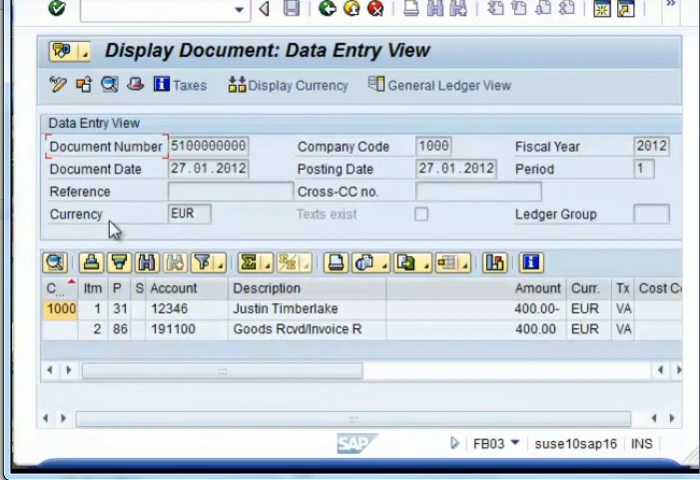 Display Document: Data Entry View
Taxes Display Currency General Ledger View
Data Entry View
Document Number 5100000000 Company Code 1000 Fiscal Year 2012
Document Date 27.01.2012 Posting Date 27.01.2012 Period 1
Reference Cross-CC no.
Currency EUR Texts exist Ledger Group
C... Itm P S Account Description Amount Curr. Tx Cost C
1000 1 31 12346 Justin Timberlake 400.00- EUR VA
2 86 191100 Goods Rcvd/Invoice R 400.00 EUR VA
SAP FB03 suse10sap16 INS